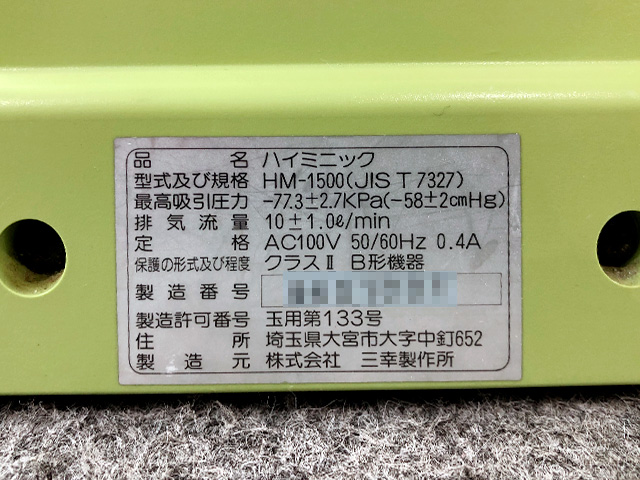 品名 ハイミニック
型式及び規格 HM-1500(JIS T 7327)
最高吸引圧力 -77.3±2.7KPa(-58±2cmHg)
排気流量 10±1.0ℓ/min
定格 AC100V 50/60Hz 0.4A
保護の形式及び程度 クラスⅡ B形機器
製造番号
製造許可番号 玉用第133号
住所 埼玉県大宮市大字中釘652
製造元 株式会社 三幸製作所